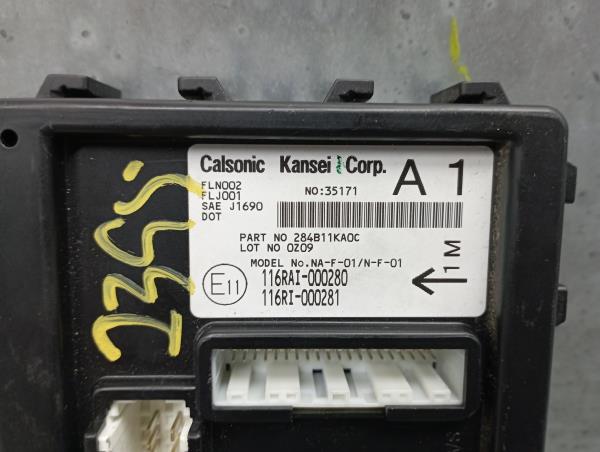 Calsonic Kansei Corp.
A 1
FLN002
FLJ001
SAE J1690
DOT
NO:35171
PART NO 284B11KA0C
LOT NO 0Z09
MODEL No.NA-F-01/N-F-01
E11
116RAI-000280
116RI-000281
1M